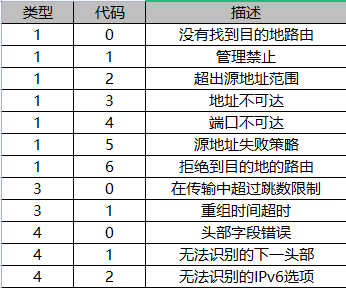 类型 代码 描述
1 0 没有找到目的地路由
1 1 管理禁止
1 2 超出源地址范围
1 3 地址不可达
1 4 端口不可达
1 5 源地址失败策略
1 6 拒绝到目的地的路由
3 0 在传输中超过跳数限制
3 1 重组时间超时
4 0 头部字段错误
4 1 无法识别的下一头部
4 2 无法识别的IPv6选项